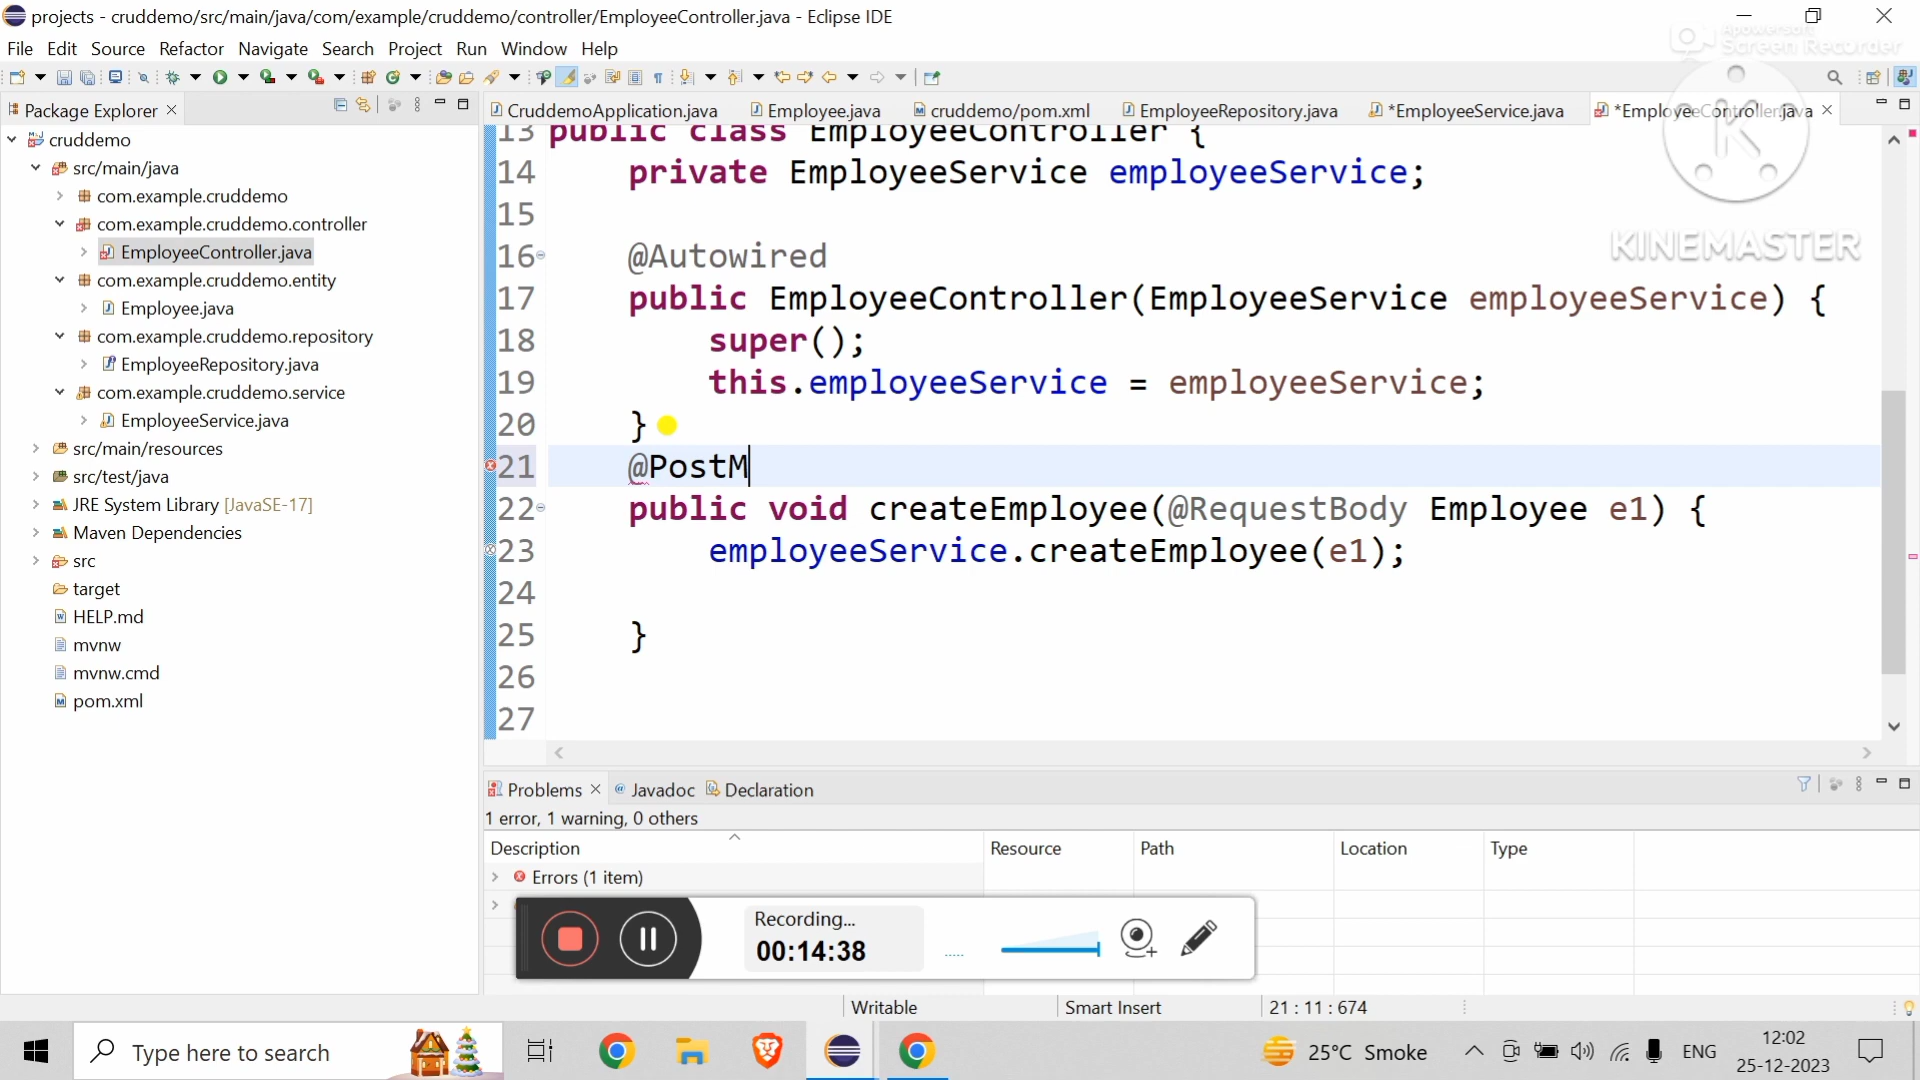 projects - cruddemo/src/main/java/com/example/cruddemo/controller/EmployeeController.java - Eclipse IDE
File Edit Source Refactor Navigate Search Project Run Window Help
Apowersoft
Screen Recorder
Package Explorer
CruddemoApplication.java Employee.java cruddemo/pom.xml EmployeeRepository.java *EmployeeService.java *EmployeeController.java
cruddemo
src/main/java
com.example.cruddemo
com.example.cruddemo.controller
EmployeeController.java
com.example.cruddemo.entity
Employee.java
com.example.cruddemo.repository
EmployeeRepository.java
com.example.cruddemo.service
EmployeeService.java
src/main/resources
src/test/java
JRE System Library [JavaSE-17]
Maven Dependencies
src
target
HELP.md
mvnw
mvnw.cmd
pom.xml
13 public class EmployeeController {
14 private EmployeeService employeeService;
15
16 @Autowired
17 public EmployeeController(EmployeeService employeeService) {
18 super();
19 this.employeeService = employeeService;
20 }
21 @PostM
22 public void createEmployee(@RequestBody Employee e1) {
23 employeeService.createEmployee(e1);
24
25 }
26
27
K
KINEMASTER
Problems Javadoc Declaration
1 error, 1 warning, 0 others
Description Resource Path Location Type
Errors (1 item)
Recording...
00:14:38
Writable Smart Insert 21 : 11 : 674
Type here to search
25°C Smoke
ENG
12:02
25-12-2023